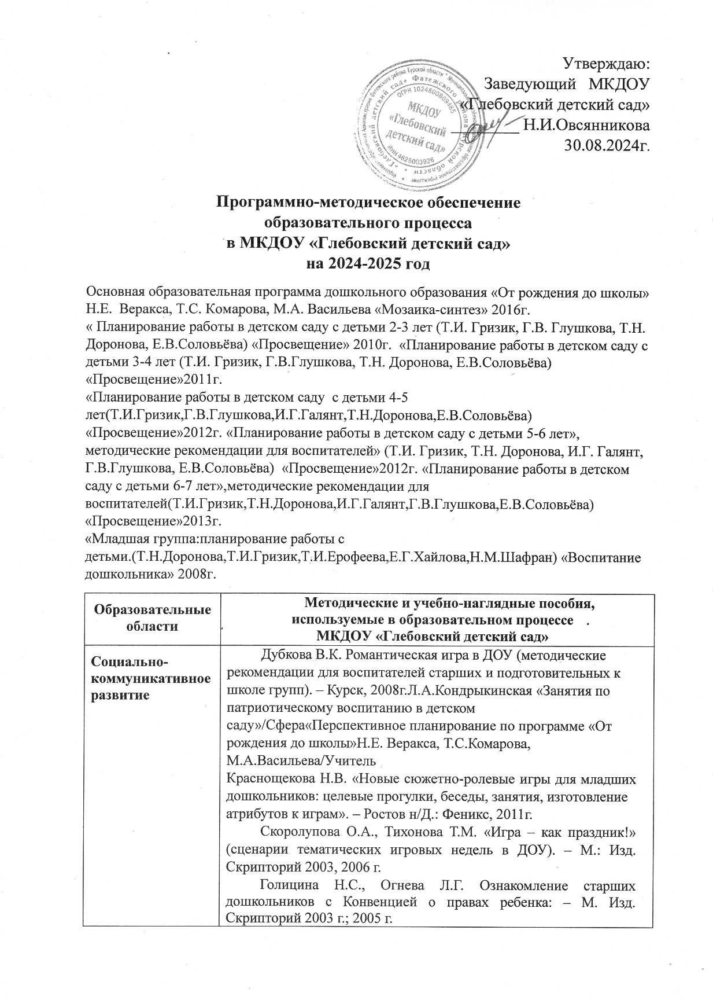 Утверждаю:
Заведующий МКДОУ
«Глебовский детский сад»
________ Н.И.Овсянникова
30.08.2024г.
ОГРН 1024600809485
МКДОУ
«Глебовский
детский сад»
ИНН 4625003926
Программно-методическое обеспечение
образовательного процесса
в МКДОУ «Глебовский детский сад»
на 2024-2025 год
Основная образовательная программа дошкольного образования «От рождения до школы»
Н.Е. Веракса, Т.С. Комарова, М.А. Васильева «Мозаика-синтез» 2016г.
« Планирование работы в детском саду с детьми 2-3 лет (Т.И. Гризик, Г.В. Глушкова, Т.Н.
Доронова, Е.В.Соловьёва) «Просвещение» 2010г. «Планирование работы в детском саду с
детьми 3-4 лет (Т.И. Гризик, Г.В.Глушкова, Т.Н. Доронова, Е.В.Соловьёва)
«Просвещение»2011г.
«Планирование работы в детском саду с детьми 4-5
лет(Т.И.Гризик,Г.В.Глушкова,И.Г.Галянт,Т.Н.Доронова,Е.В.Соловьёва)
«Просвещение»2012г. «Планирование работы в детском саду с детьми 5-6 лет»,
методические рекомендации для воспитателей» (Т.И. Гризик, Т.Н. Доронова, И.Г. Галянт,
Г.В.Глушкова, Е.В.Соловьёва) «Просвещение»2012г. «Планирование работы в детском
саду с детьми 6-7 лет»,методические рекомендации для
воспитателей(Т.И.Гризик,Т.Н.Доронова,И.Г.Галянт,Г.В.Глушкова,Е.В.Соловьёва)
«Просвещение»2013г.
«Младшая группа:планирование работы с
детьми.(Т.Н.Доронова,Т.И.Гризик,Т.И.Ерофеева,Е.Г.Хайлова,Н.М.Шафран) «Воспитание
дошкольника» 2008г.
Образовательные
области
Методические и учебно-наглядные пособия,
используемые в образовательном процессе
МКДОУ «Глебовский детский сад»
Социально-
коммуникативное
развитие
Дубкова В.К. Романтическая игра в ДОУ (методические
рекомендации для воспитателей старших и подготовительных к
школе групп). – Курск, 2008г.Л.А.Кондрыкинская «Занятия по
патриотическому воспитанию в детском
саду»/Сфера«Перспективное планирование по программе «От
рождения до школы»Н.Е. Веракса, Т.С.Комарова,
М.А.Васильева/Учитель
Краснощекова Н.В. «Новые сюжетно-ролевые игры для младших
дошкольников: целевые прогулки, беседы, занятия, изготовление
атрибутов к играм». – Ростов н/Д.: Феникс, 2011г.
Скоролупова О.А., Тихонова Т.М. «Игра – как праздник!»
(сценарии тематических игровых недель в ДОУ). – М.: Изд.
Скрипторий 2003, 2006 г.
Голицина Н.С., Огнева Л.Г. Ознакомление старших
дошкольников с Конвенцией о правах ребенка: – М. Изд.
Скрипторий 2003 г.; 2005 г.